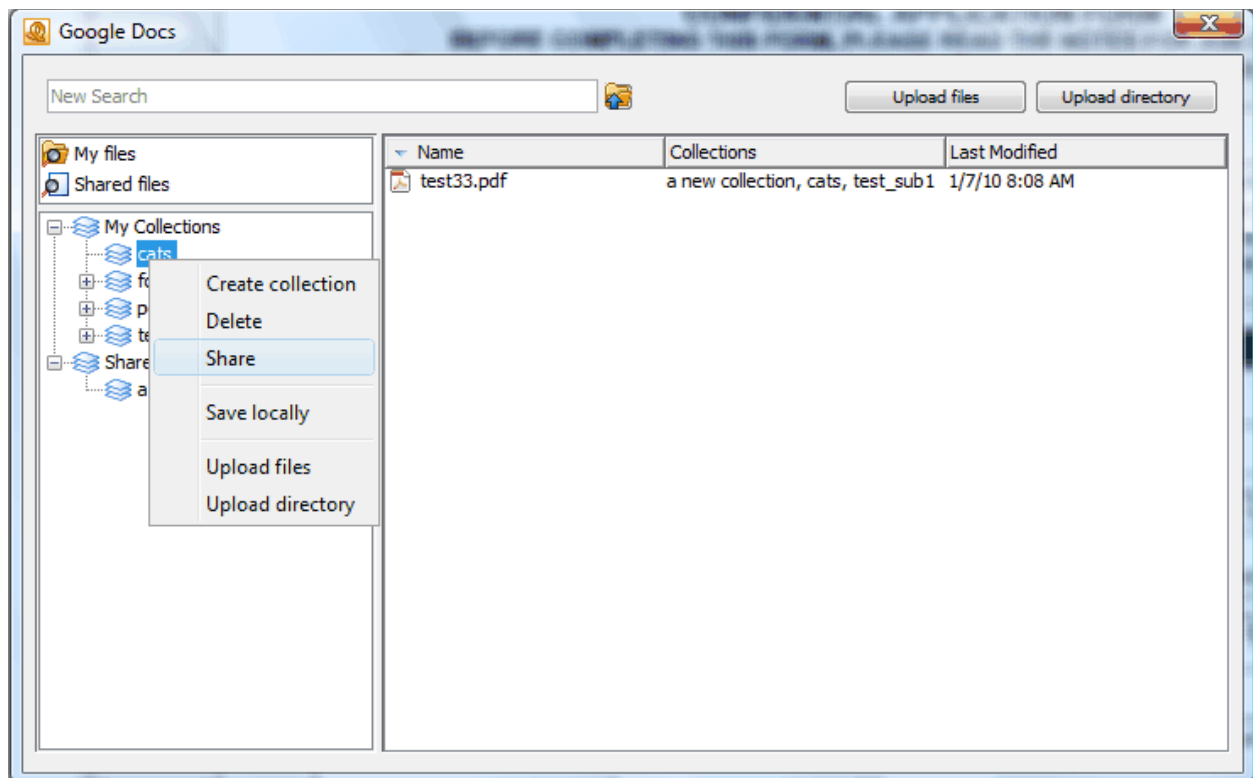 Google Docs
New Search
Upload files
Upload directory
My files
Shared files
Name
Collections
Last Modified
test33.pdf
a new collection, cats, test_sub1
1/7/10 8:08 AM
My Collections
cats
Create collection
Delete
Share
Save locally
Upload files
Upload directory